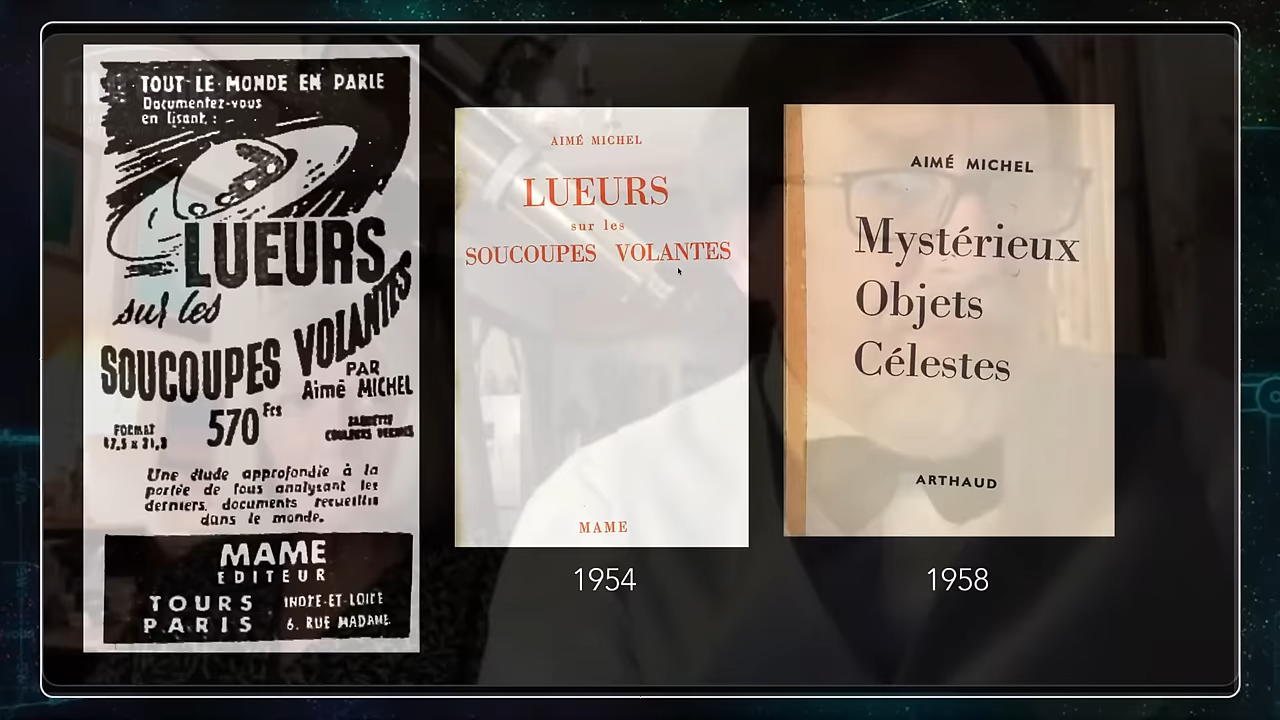 TOUT LE MONDE EN PARLE
Documentez-vous
en lisant :
LUEURS
sur les
SOUCOUPES VOLANTES
PAR
Aimé MICHEL
570 Frs
FORMAT
Une étude approfondie à la
portée de tous analysant les
derniers documents recueillis
dans le monde.
MAME
EDITEUR
TOURS INDRE-ET-LOIRE
PARIS 6, RUE MADAME
AIMÉ MICHEL
LUEURS
sur les
SOUCOUPES VOLANTES
MAME
1954
AIMÉ MICHEL
Mystérieux
Objets
Célestes
ARTHAUD
1958